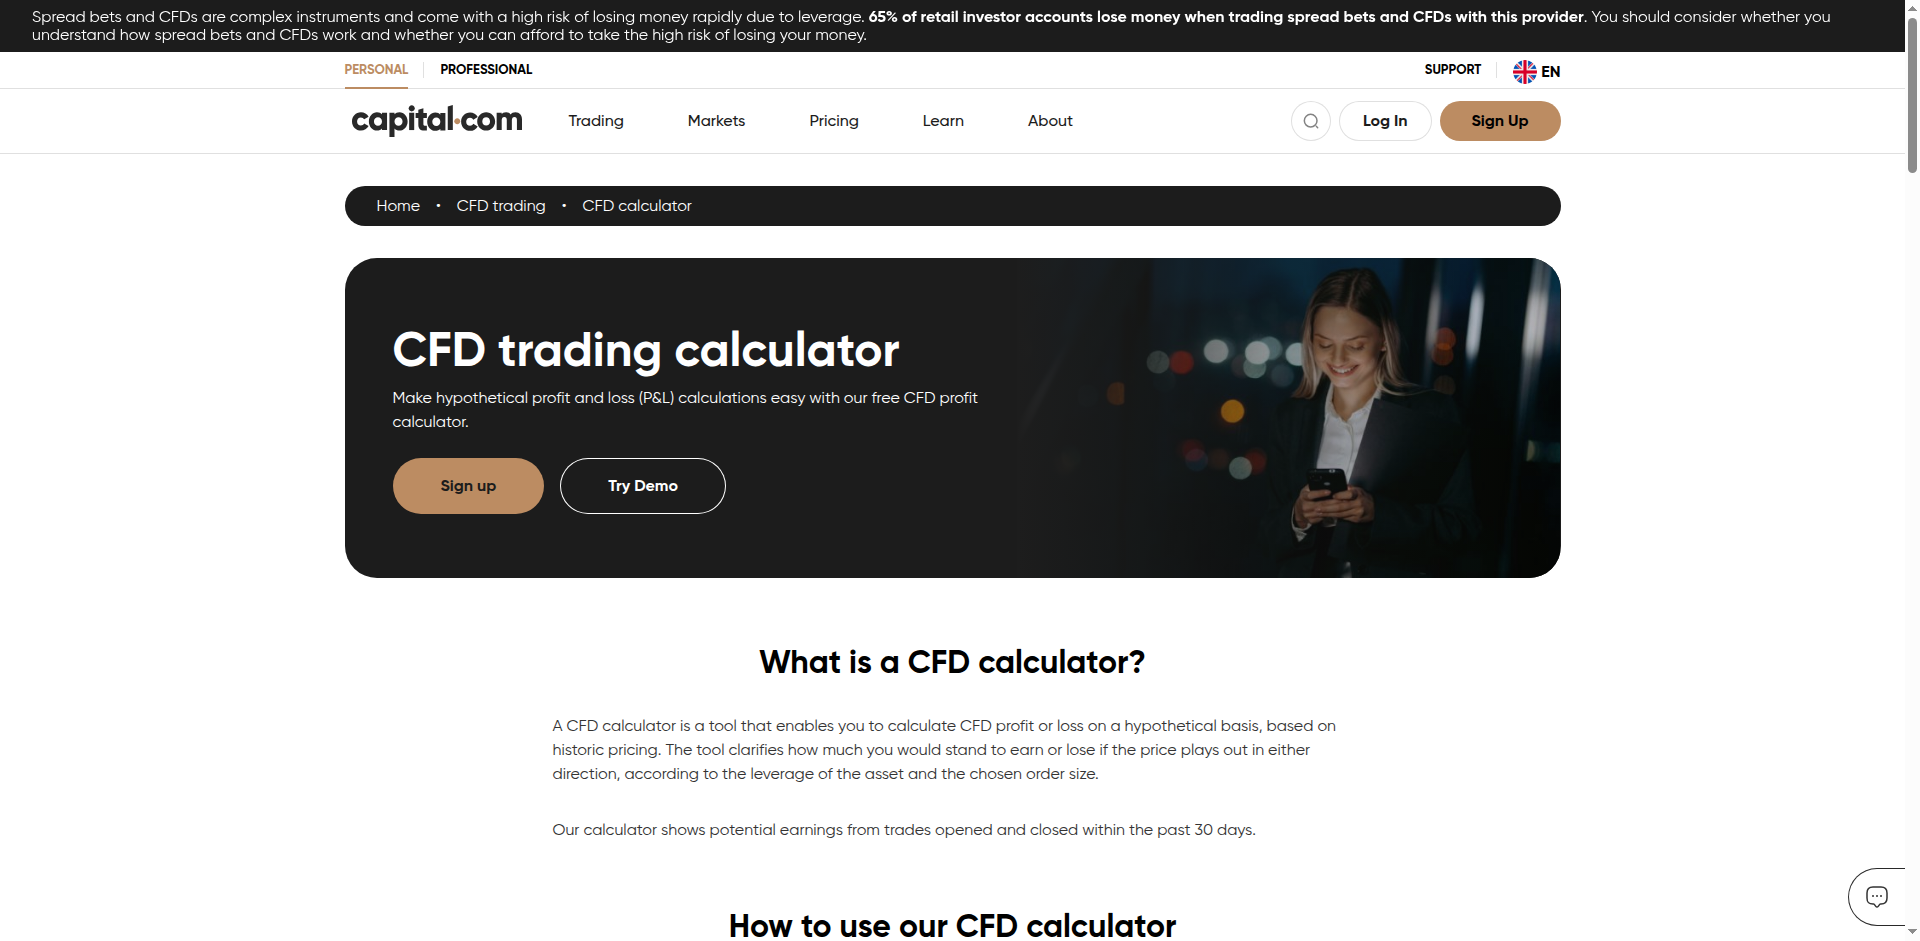 Spread bets and CFDs are complex instruments and come with a high risk of losing money rapidly due to leverage. 65% of retail investor accounts lose money when trading spread bets and CFDs with this provider. You should consider whether you
understand how spread bets and CFDs work and whether you can afford to take the high risk of losing your money.
PERSONAL PROFESSIONAL SUPPORT EN
capital.com Trading Markets Pricing Learn About Log In Sign Up
Home • CFD trading • CFD calculator
CFD trading calculator
Make hypothetical profit and loss (P&L) calculations easy with our free CFD profit
calculator.
Sign up Try Demo
What is a CFD calculator?
A CFD calculator is a tool that enables you to calculate CFD profit or loss on a hypothetical basis, based on
historic pricing. The tool clarifies how much you would stand to earn or lose if the price plays out in either
direction, according to the leverage of the asset and the chosen order size.
Our calculator shows potential earnings from trades opened and closed within the past 30 days.
How to use our CFD calculator